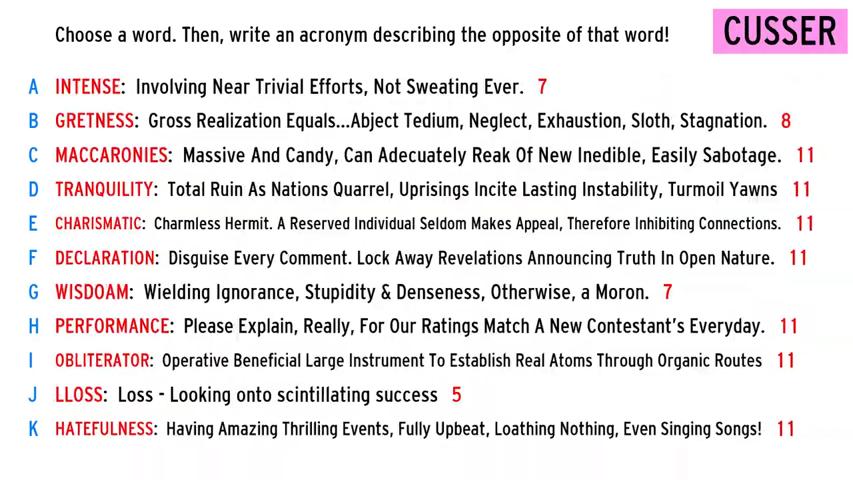 Choose a word. Then, write an acronym describing the opposite of that word!
CUSSER
A INTENSE: Involving Near Trivial Efforts, Not Sweating Ever. 7
B GRETNESS: Gross Realization Equals...Abject Tedium, Neglect, Exhaustion, Sloth, Stagnation. 8
C MACCARONIES: Massive And Candy, Can Adequately Reak Of New Inedible, Easily Sabotage. 11
D TRANQUILITY: Total Ruin As Nations Quarrel, Uprisings Incite Lasting Instability, Turmoil Yawns 11
E CHARISMATIC: Charmless Hermit. A Reserved Individual Seldom Makes Appeal, Therefore Inhibiting Connections. 11
F DECLARATION: Disguise Every Comment. Lock Away Revelations Announcing Truth In Open Nature. 11
G WISDOAM: Wielding Ignorance, Stupidity & Denseness, Otherwise, a Moron. 7
H PERFORMANCE: Please Explain, Really, For Our Ratings Match A New Contestant's Everyday. 11
I OBLITERATOR: Operative Beneficial Large Instrument To Establish Real Atoms Through Organic Routes 11
J LLOSS: Loss - Looking onto scintillating success 5
K HATEFULNESS: Having Amazing Thrilling Events, Fully Upbeat, Loathing Nothing, Even Singing Songs! 11